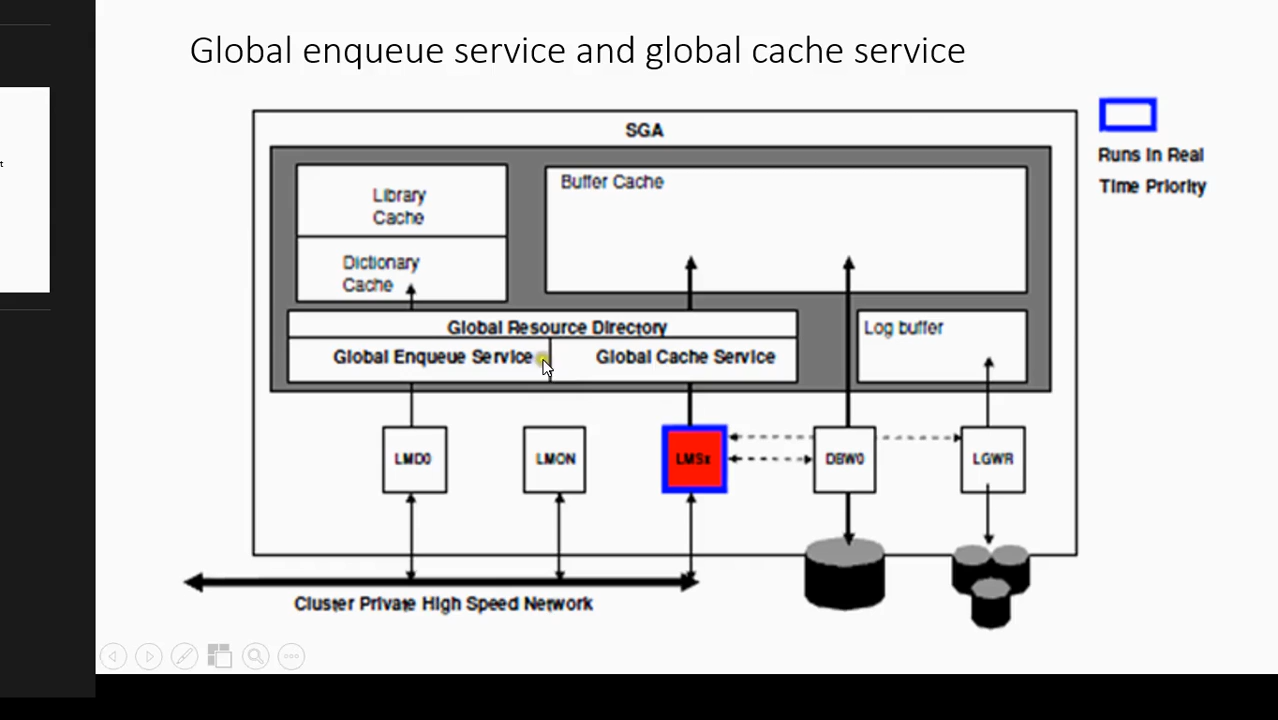 Global enqueue service and global cache service
SGA
Runs In Real
Time Priority
Library
Cache
Buffer Cache
Dictionary
Cache
Global Resource Directory
Log buffer
Global Enqueue Service
Global Cache Service
LMD0
LMON
LMSx
DBW0
LGWR
Cluster Private High Speed Network
t